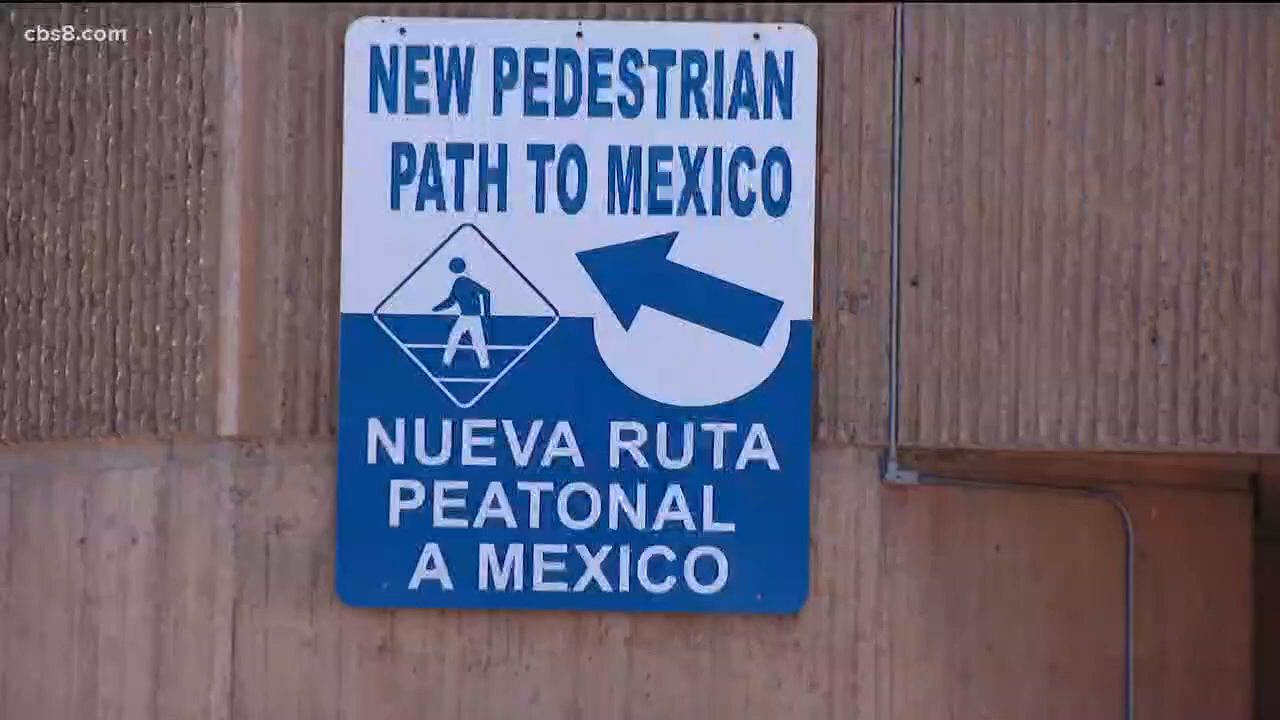 cbs8.com
NEW PEDESTRIAN
PATH TO MEXICO
NUEVA RUTA
PEATONAL
A MEXICO